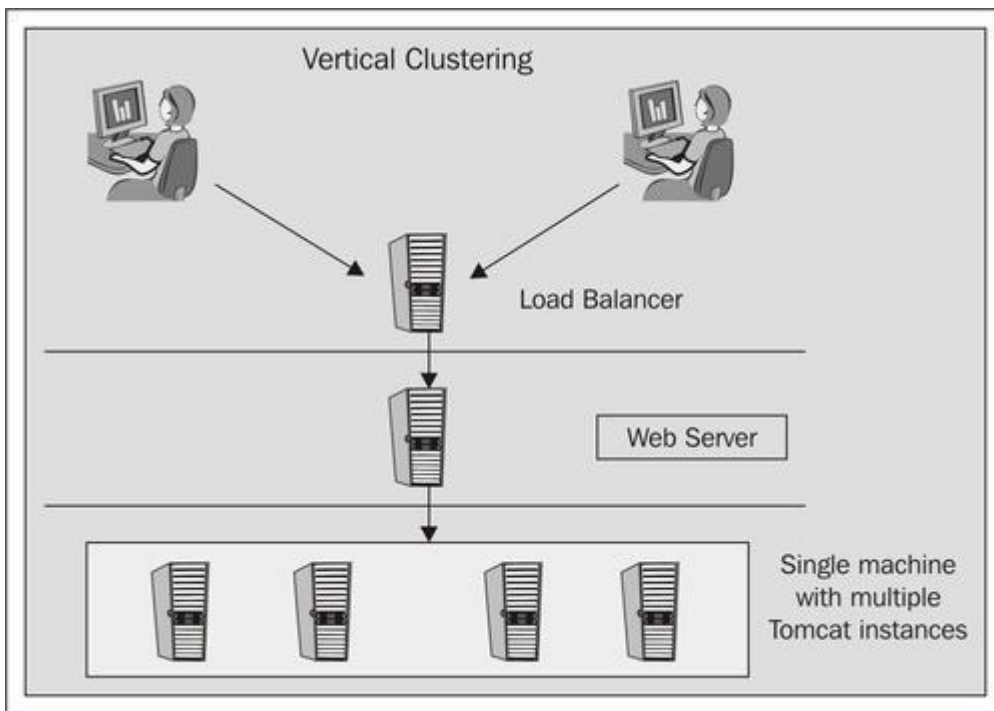 Vertical Clustering
Load Balancer
Web Server
Single machine
with multiple
Tomcat instances